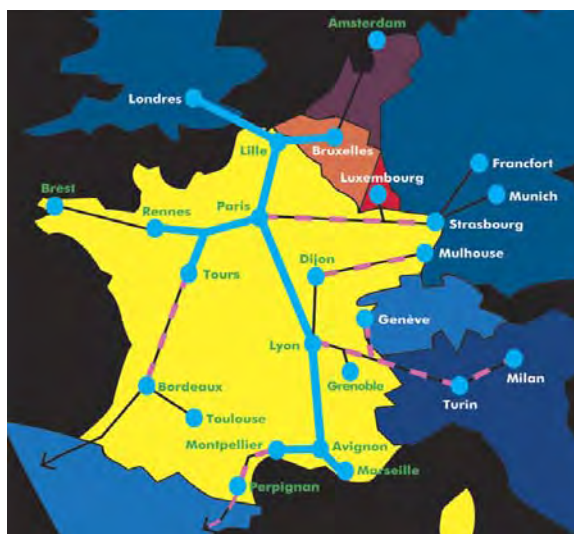 Amsterdam
Londres
Lille
Bruxelles
Luxembourg
Francfort
Munich
Brest
Rennes
Paris
Strasbourg
Mulhouse
Dijon
Tours
Genève
Lyon
Grenoble
Milan
Turin
Bordeaux
Toulouse
Montpellier
Avignon
Marseille
Perpignan